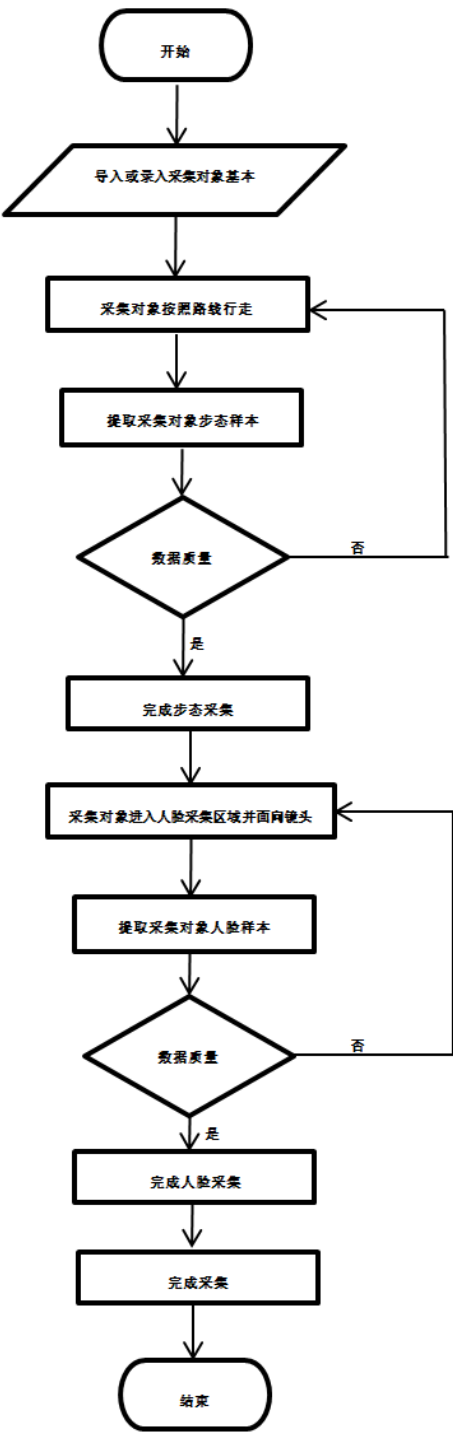 开始
导入或录入采集对象基本
采集对象按照路线行走
提取采集对象步态样本
数据质量
否
是
完成步态采集
采集对象进入人脸采集区域并面向镜头
提取采集对象人脸样本
数据质量
否
是
完成人脸采集
完成采集
结束